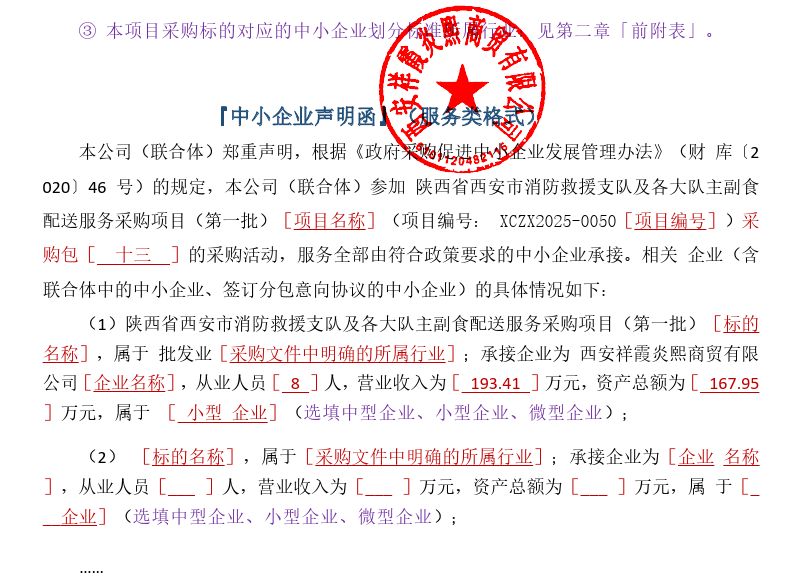 ③ 本项目采购标的对应的中小企业划分标准所属行业，见第二章「前附表」。
西安祥霞炎熙商贸有限公司
『中小企业声明函』（服务类格式）
本公司（联合体）郑重声明，根据《政府采购促进中小企业发展管理办法》（财 库〔2
020〕46 号）的规定，本公司（联合体）参加 陕西省西安市消防救援支队及各大队主副食
配送服务采购项目（第一批）［项目名称］（项目编号： XCZX2025-0050［项目编号］）采
购包［ 十三 ］的采购活动，服务全部由符合政策要求的中小企业承接。相关 企业（含
联合体中的中小企业、签订分包意向协议的中小企业）的具体情况如下：
（1）陕西省西安市消防救援支队及各大队主副食配送服务采购项目（第一批）［标的
名称］，属于 批发业［采购文件中明确的所属行业］；承接企业为 西安祥霞炎熙商贸有限
公司［企业名称］，从业人员［ 8 ］人，营业收入为［ 193.41 ］万元，资产总额为［ 167.95
］万元，属于 ［ 小型 企业］（选填中型企业、小型企业、微型企业）；
（2） ［标的名称］，属于［采购文件中明确的所属行业］；承接企业为［企业 名称
］，从业人员［___ ］人，营业收入为［___ ］万元，资产总额为［___ ］万元，属 于［_
__企业］（选填中型企业、小型企业、微型企业）；
……